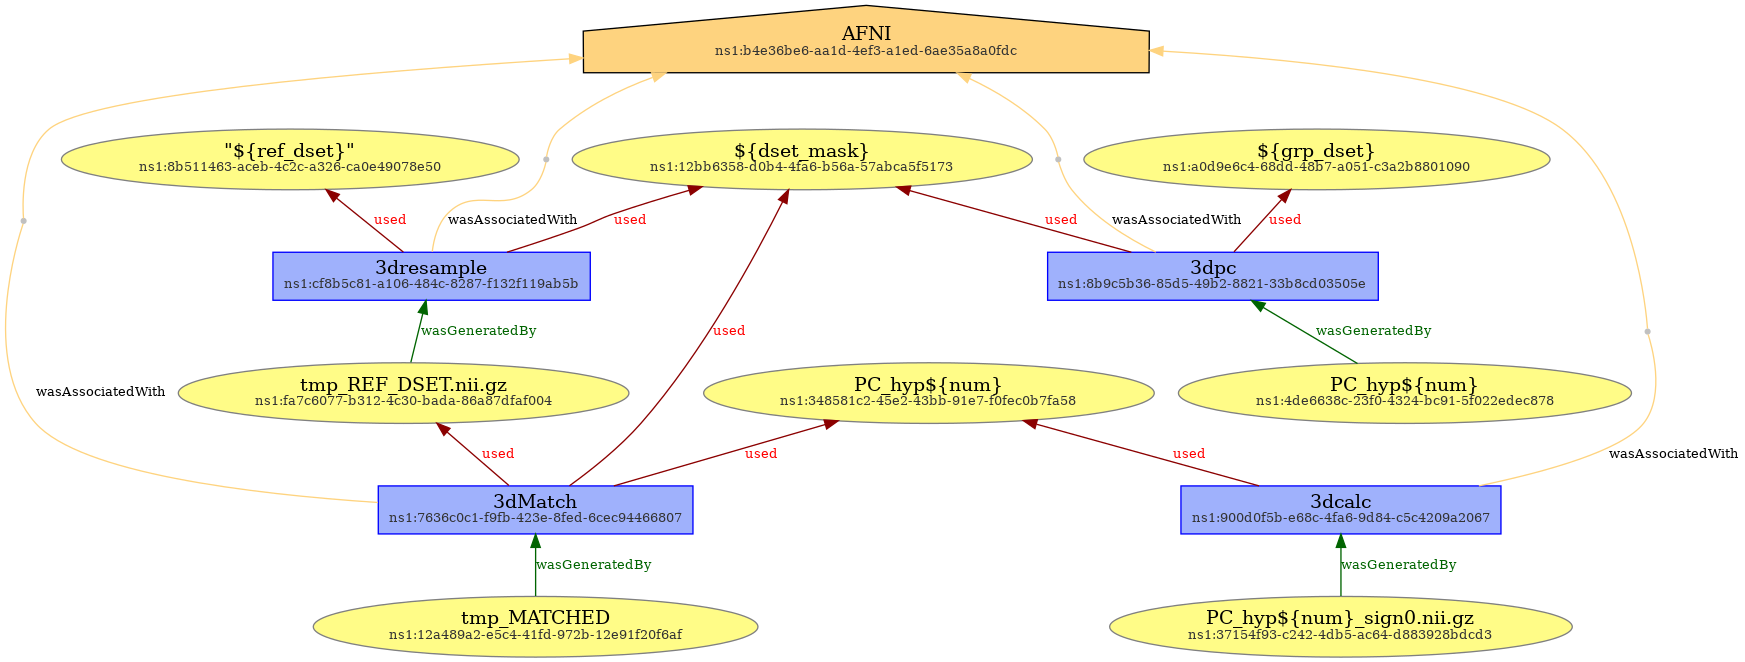 AFNI
ns1:b4e36be6-aa1d-4ef3-a1ed-6ae35a8a0fdc
"${ref_dset}"
ns1:8b511463-aceb-4c2c-a326-ca0e49078e50
${dset_mask}
ns1:12bb6358-d0b4-4fa6-b56a-57abca5f5173
${grp_dset}
ns1:a0d9e6c4-68dd-48b7-a051-c3a2b8801090
used
wasAssociatedWith
used
used
wasAssociatedWith
used
3dresample
ns1:cf8b5c81-a106-484c-8287-f132f119ab5b
3dpc
ns1:8b9c5b36-85d5-49b2-8821-33b8cd03505e
wasGeneratedBy
used
wasGeneratedBy
wasAssociatedWith
tmp_REF_DSET.nii.gz
ns1:fa7c6077-b312-4c30-bada-86a87dfaf004
PC_hyp${num}
ns1:348581c2-45e2-43bb-91e7-f0fec0b7fa58
PC_hyp${num}
ns1:4de6638c-23f0-4324-bc91-5f022edec878
used
used
used
wasAssociatedWith
3dMatch
ns1:7636c0c1-f9fb-423e-8fed-6cec94466807
3dcalc
ns1:900d0f5b-e68c-4fa6-9d84-c5c4209a2067
wasGeneratedBy
wasGeneratedBy
tmp_MATCHED
ns1:12a489a2-e5c4-41fd-972b-12e91f20f6af
PC_hyp${num}_sign0.nii.gz
ns1:37154f93-c242-4db5-ac64-d883928bdcd3